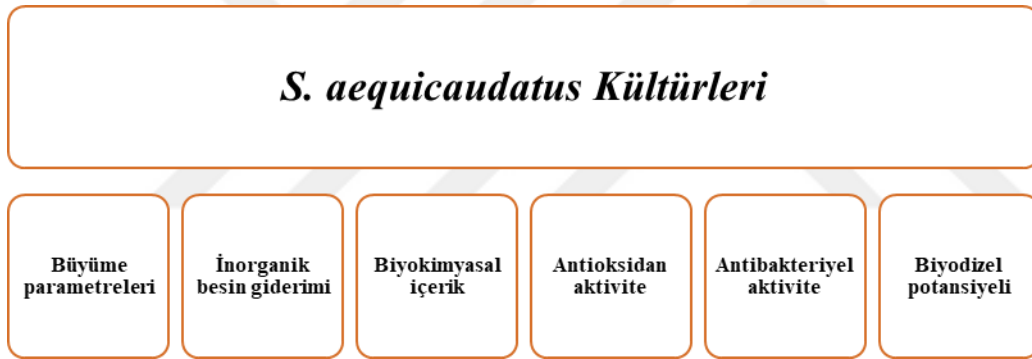 S. aequicaudatus Kültürleri
Büyüme
parametreleri
İnorganik
besin giderimi
Biyokimyasal
içerik
Antioksidan
aktivite
Antibakteriyel
aktivite
Biyodizel
potansiyeli